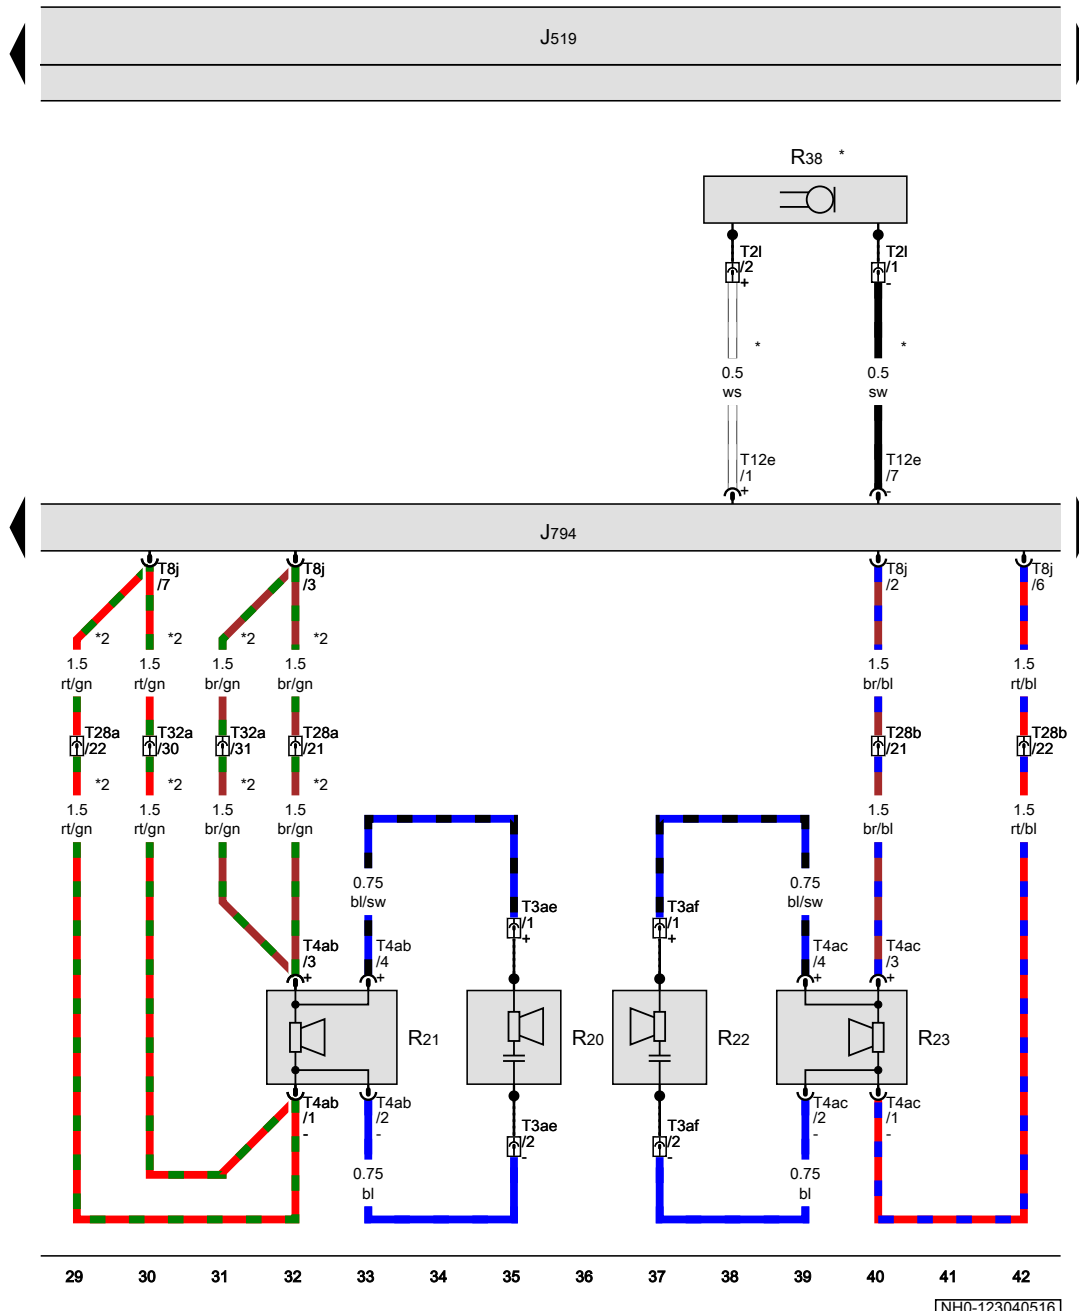 J519
R38 *
T2l T2l
/2 /1
+ -
* *
0.5 0.5
ws sw
T12e T12e
/1 /7
+ -
J794
T8j T8j T8j T8j
/7 /3 /2 /6
*2 *2 *2 *2
1.5 1.5 1.5 1.5 1.5 1.5
rt/gn rt/gn br/gn br/gn br/bl rt/bl
T28a T32a T32a T28a T28b T28b
/22 /30 /31 /21 /21 /22
*2 *2 *2 *2
1.5 1.5 1.5 1.5 1.5 1.5
rt/gn rt/gn br/gn br/gn br/bl rt/bl
0.75 0.75
bl/sw bl/sw
T3ae T3af
/1 /1
+ +
T4ab T4ab T4ac T4ac
/3 /4 /4 /3
+ + + +
R21 R20 R22 R23
T4ab T4ab T4ac T4ac
/1 /2 /2 /1
- - - -
T3ae T3af
/2 /2
- -
0.75 0.75
bl bl
29 30 31 32 33 34 35 36 37 38 39 40 41 42
NH0-123040516